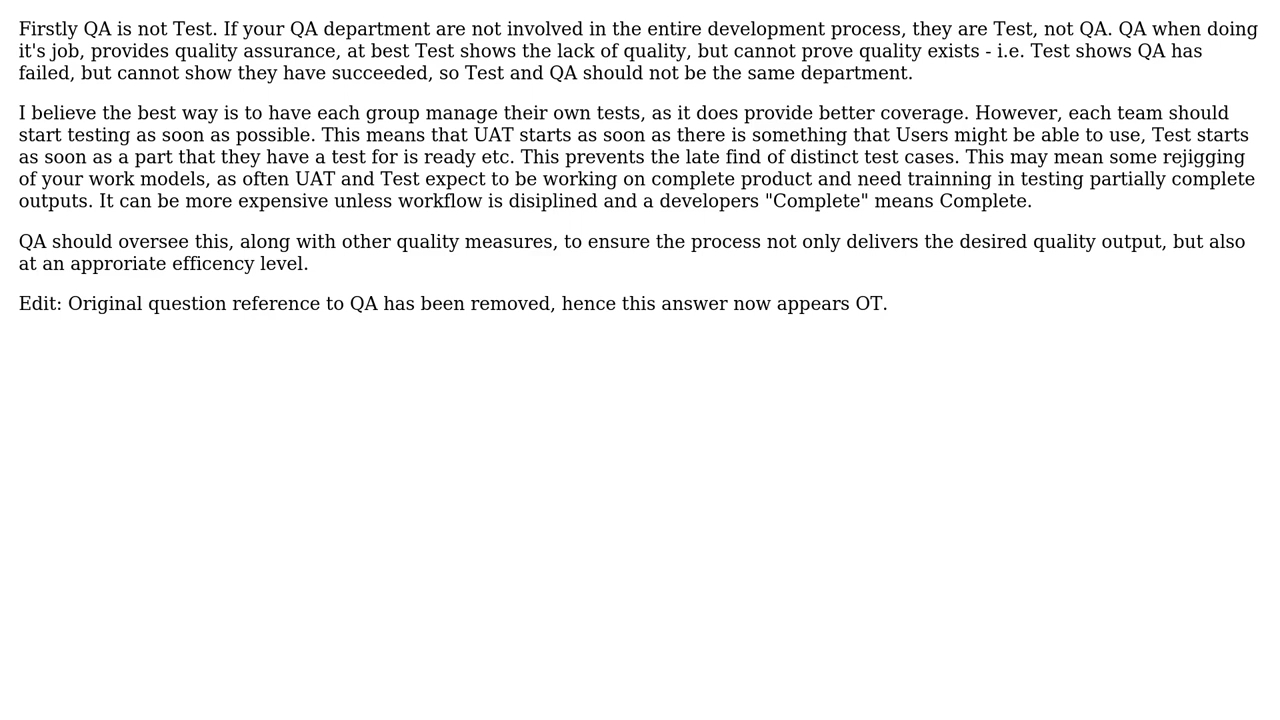 Firstly QA is not Test. If your QA department are not involved in the entire development process, they are Test, not QA. QA when doing
it's job, provides quality assurance, at best Test shows the lack of quality, but cannot prove quality exists - i.e. Test shows QA has
failed, but cannot show they have succeeded, so Test and QA should not be the same department.
I believe the best way is to have each group manage their own tests, as it does provide better coverage. However, each team should
start testing as soon as possible. This means that UAT starts as soon as there is something that Users might be able to use, Test starts
as soon as a part that they have a test for is ready etc. This prevents the late find of distinct test cases. This may mean some rejigging
of your work models, as often UAT and Test expect to be working on complete product and need trainning in testing partially complete
outputs. It can be more expensive unless workflow is disiplined and a developers "Complete" means Complete.
QA should oversee this, along with other quality measures, to ensure the process not only delivers the desired quality output, but also
at an approriate efficency level.
Edit: Original question reference to QA has been removed, hence this answer now appears OT.